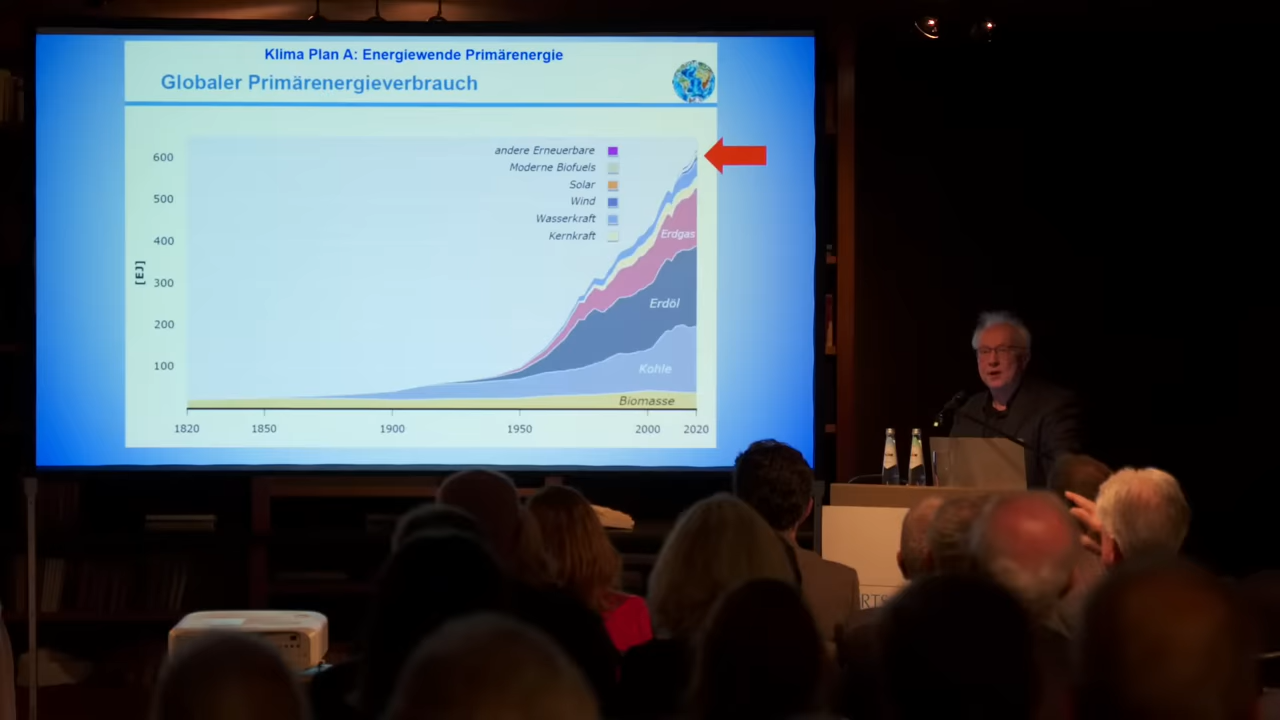 Klima Plan A: Energiewende Primärenergie
Globaler Primärenergieverbrauch
andere Erneuerbare
Moderne Biofuels
Solar
Wind
Wasserkraft
Kernkraft
600
500
400
300
200
100
[EJ]
Erdgas
Erdöl
Kohle
Biomasse
1820 1850 1900 1950 2000 2020
RTS